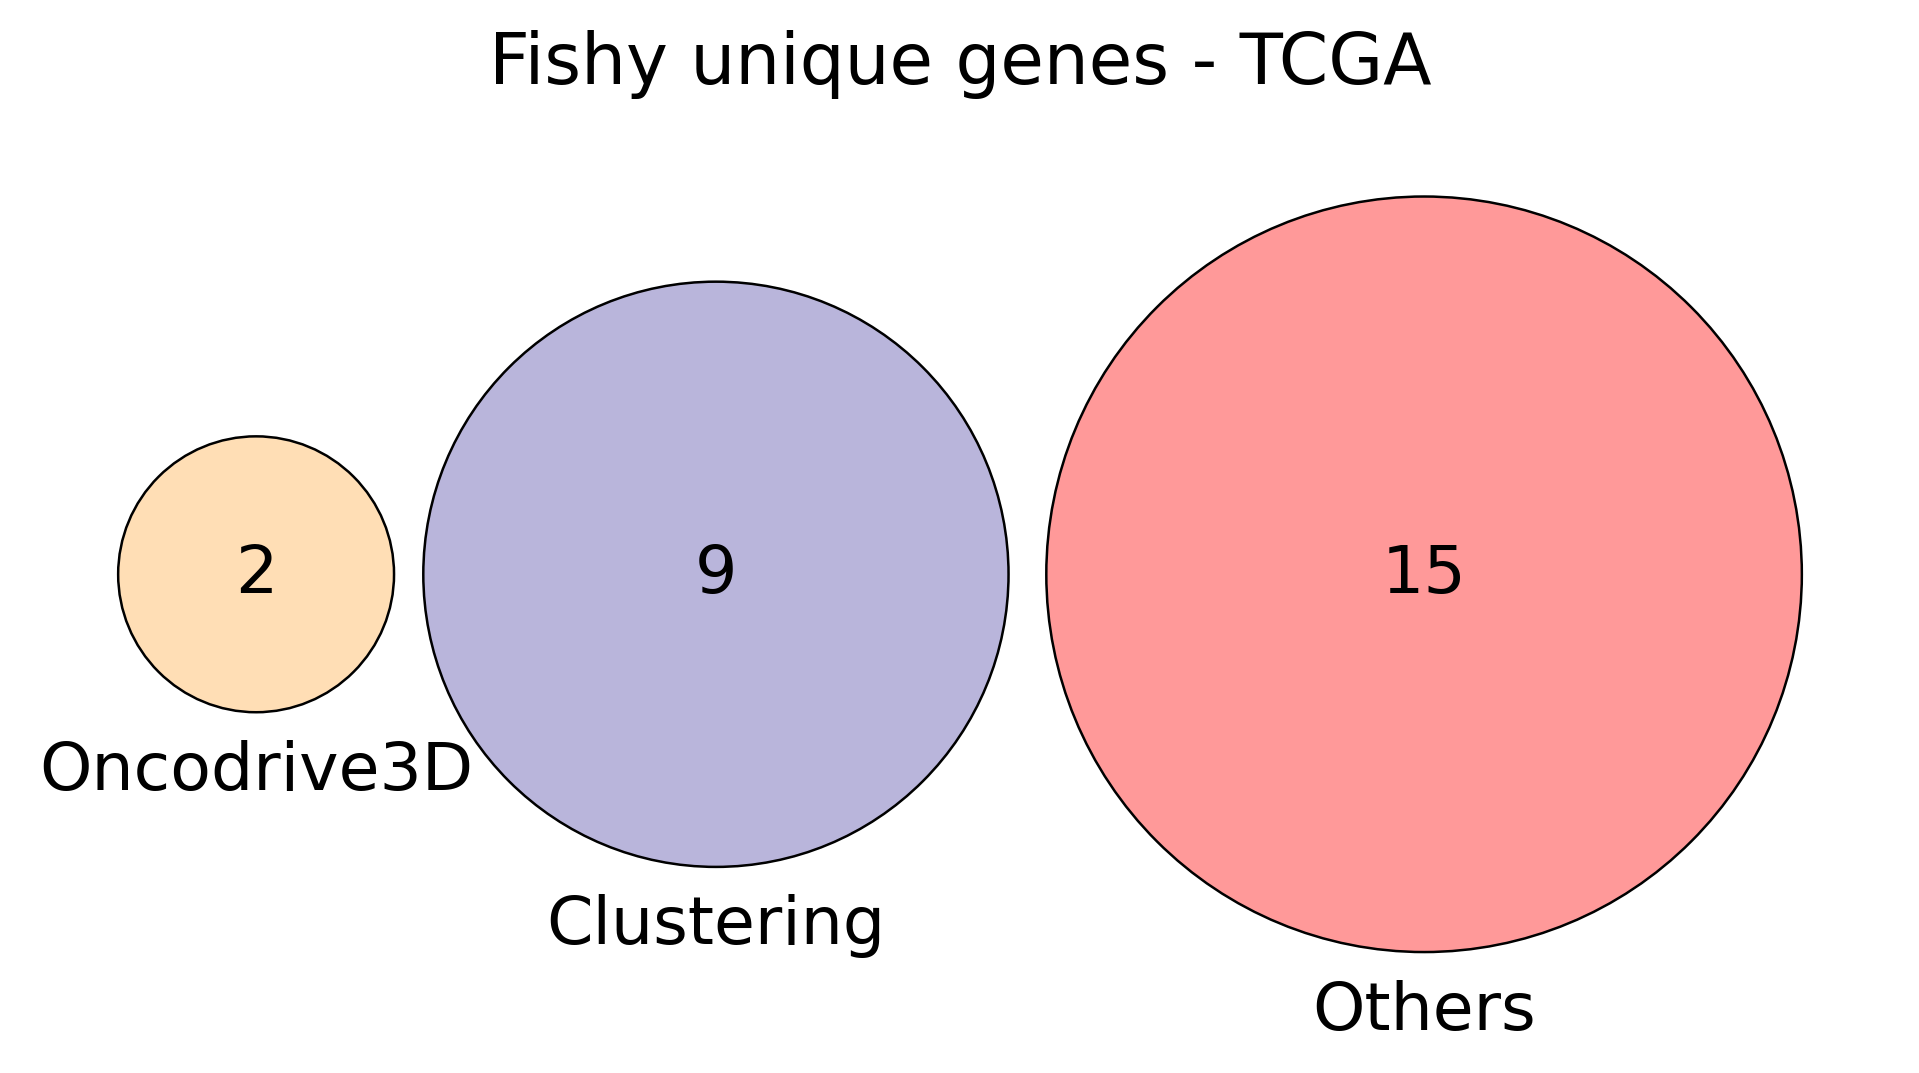 Fishy unique genes - TCGA
2
9
15
Oncodrive3D
Clustering
Others